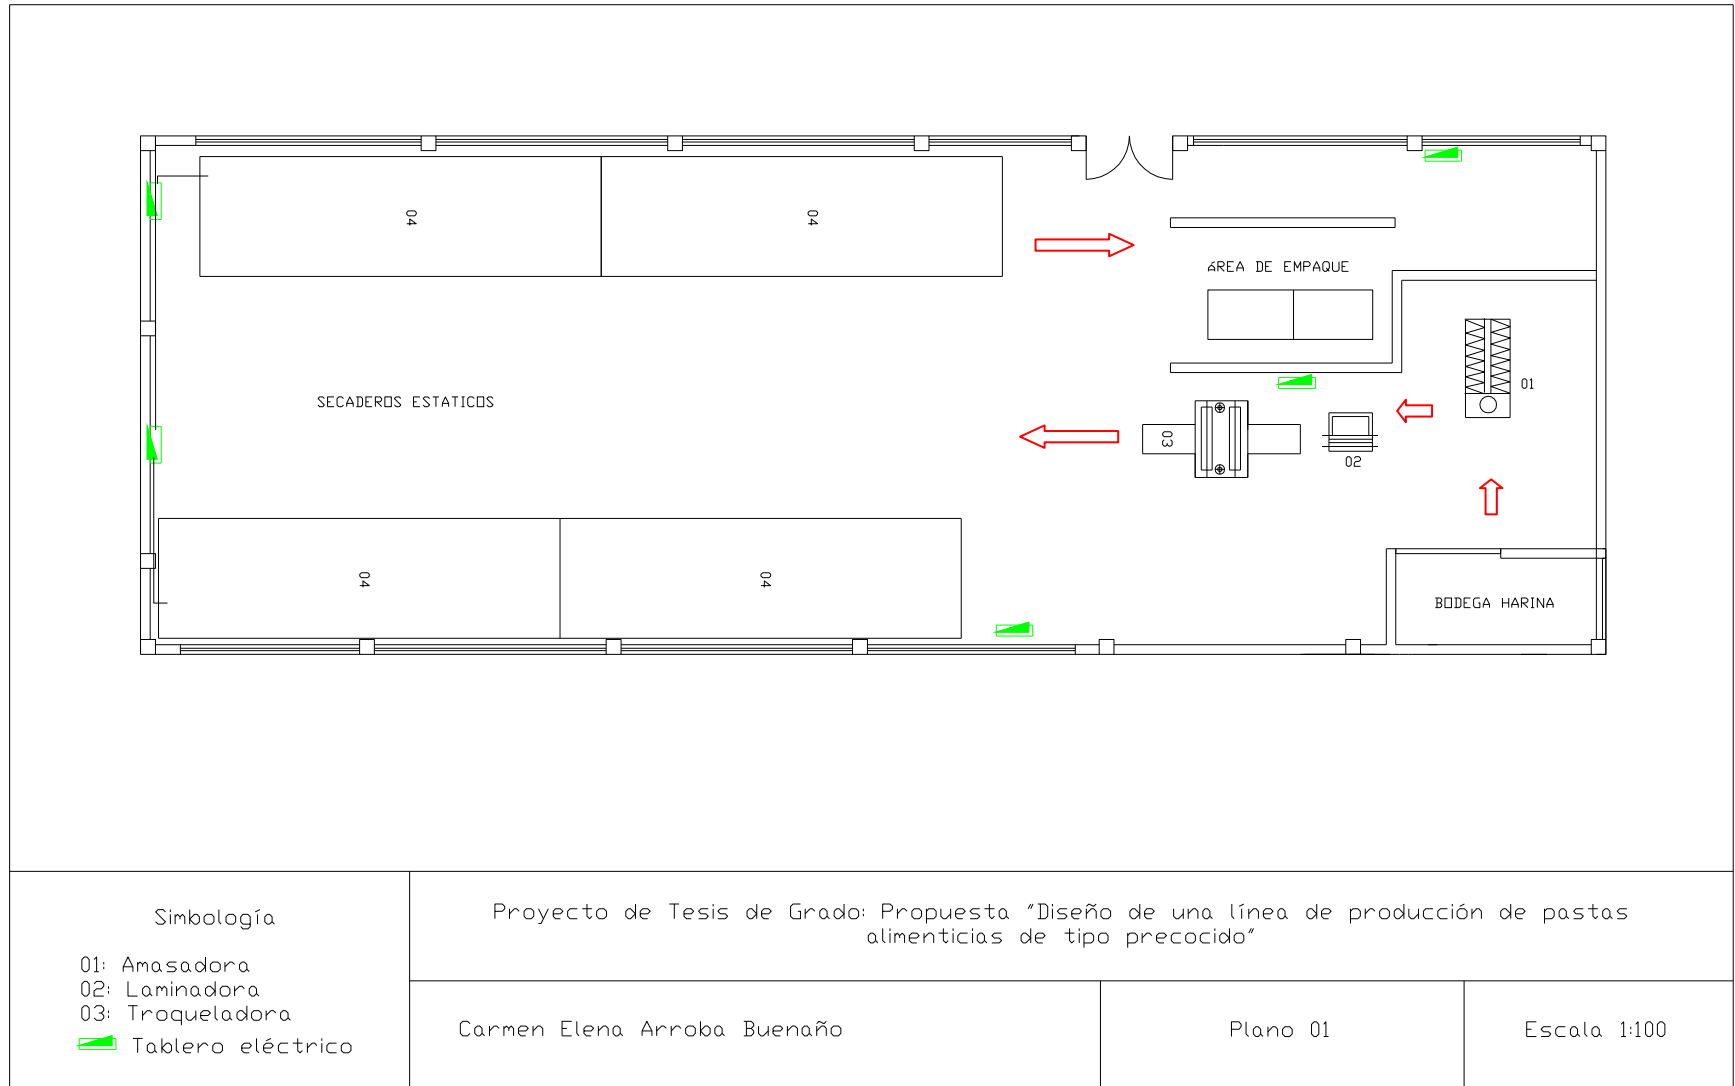 04
04
ÁREA DE EMPAQUE
01
SECADEROS ESTATICOS
03
02
04
04
BODEGA HARINA
Simbología
01: Amasadora
02: Laminadora
03: Troqueladora
Tablero eléctrico
Proyecto de Tesis de Grado: Propuesta "Diseño de una línea de producción de pastas
alimenticias de tipo precocido"
Carmen Elena Arroba Buenaño
Plano 01
Escala 1:100